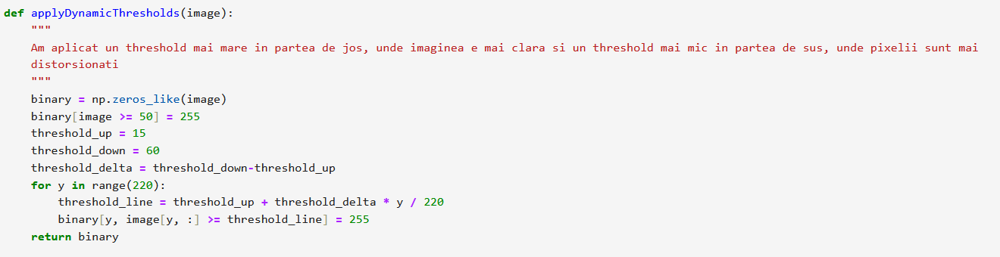 def applyDynamicThresholds(image):
    """
    Am aplicat un threshold mai mare in partea de jos, unde imaginea e mai clara si un threshold mai mic in partea de sus, unde pixelii sunt mai
    distorsionati
    """
    binary = np.zeros_like(image)
    binary[image >= 50] = 255
    threshold_up = 15
    threshold_down = 60
    threshold_delta = threshold_down-threshold_up
    for y in range(220):
        threshold_line = threshold_up + threshold_delta * y / 220
        binary[y, image[y, :] >= threshold_line] = 255
    return binary